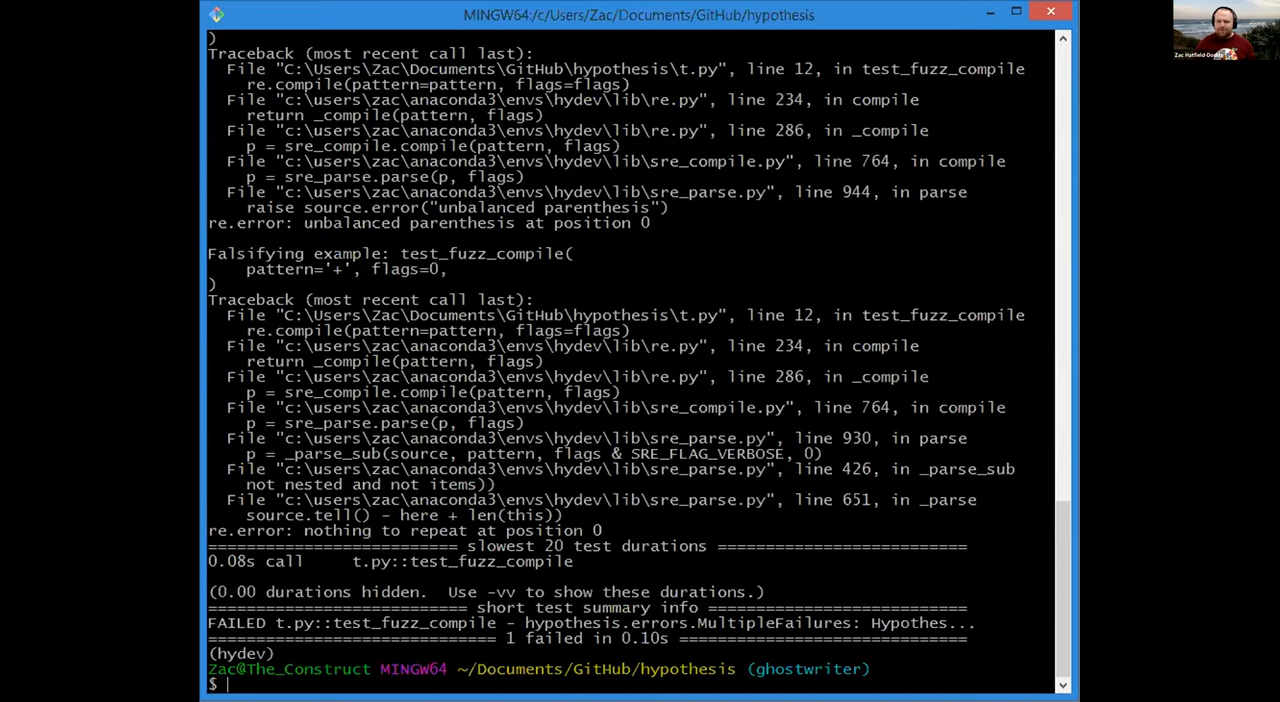 MINGW64:/c/Users/Zac/Documents/GitHub/hypothesis
)
Traceback (most recent call last):
File "C:\Users\Zac\Documents\GitHub\hypothesis\t.py", line 12, in test_fuzz_compile
re.compile(pattern=pattern, flags=flags)
File "c:\users\zac\anaconda3\envs\hydev\lib\re.py", line 234, in compile
return _compile(pattern, flags)
File "c:\users\zac\anaconda3\envs\hydev\lib\re.py", line 286, in _compile
p = sre_compile.compile(pattern, flags)
File "c:\users\zac\anaconda3\envs\hydev\lib\sre_compile.py", line 764, in compile
p = sre_parse.parse(p, flags)
File "c:\users\zac\anaconda3\envs\hydev\lib\sre_parse.py", line 944, in parse
raise source.error("unbalanced parenthesis")
re.error: unbalanced parenthesis at position 0
Falsifying example: test_fuzz_compile(
pattern='+', flags=0,
)
Traceback (most recent call last):
File "C:\Users\Zac\Documents\GitHub\hypothesis\t.py", line 12, in test_fuzz_compile
re.compile(pattern=pattern, flags=flags)
File "c:\users\zac\anaconda3\envs\hydev\lib\re.py", line 234, in compile
return _compile(pattern, flags)
File "c:\users\zac\anaconda3\envs\hydev\lib\re.py", line 286, in _compile
p = sre_compile.compile(pattern, flags)
File "c:\users\zac\anaconda3\envs\hydev\lib\sre_compile.py", line 764, in compile
p = sre_parse.parse(p, flags)
File "c:\users\zac\anaconda3\envs\hydev\lib\sre_parse.py", line 930, in parse
p = _parse_sub(source, pattern, flags & SRE_FLAG_VERBOSE, 0)
File "c:\users\zac\anaconda3\envs\hydev\lib\sre_parse.py", line 426, in _parse_sub
not nested and not items))
File "c:\users\zac\anaconda3\envs\hydev\lib\sre_parse.py", line 651, in _parse
source.tell() - here + len(this))
re.error: nothing to repeat at position 0
========================== slowest 20 test durations ==========================
0.08s call     t.py::test_fuzz_compile
(0.00 durations hidden.  Use -vv to show these durations.)
=========================== short test summary info ===========================
FAILED t.py::test_fuzz_compile - hypothesis.errors.MultipleFailures: Hypothes...
============================== 1 failed in 0.10s ==============================
(hydev)
Zac@The_Construct MINGW64 ~/Documents/GitHub/hypothesis (ghostwriter)
$
Zac Hatfield-Dodds